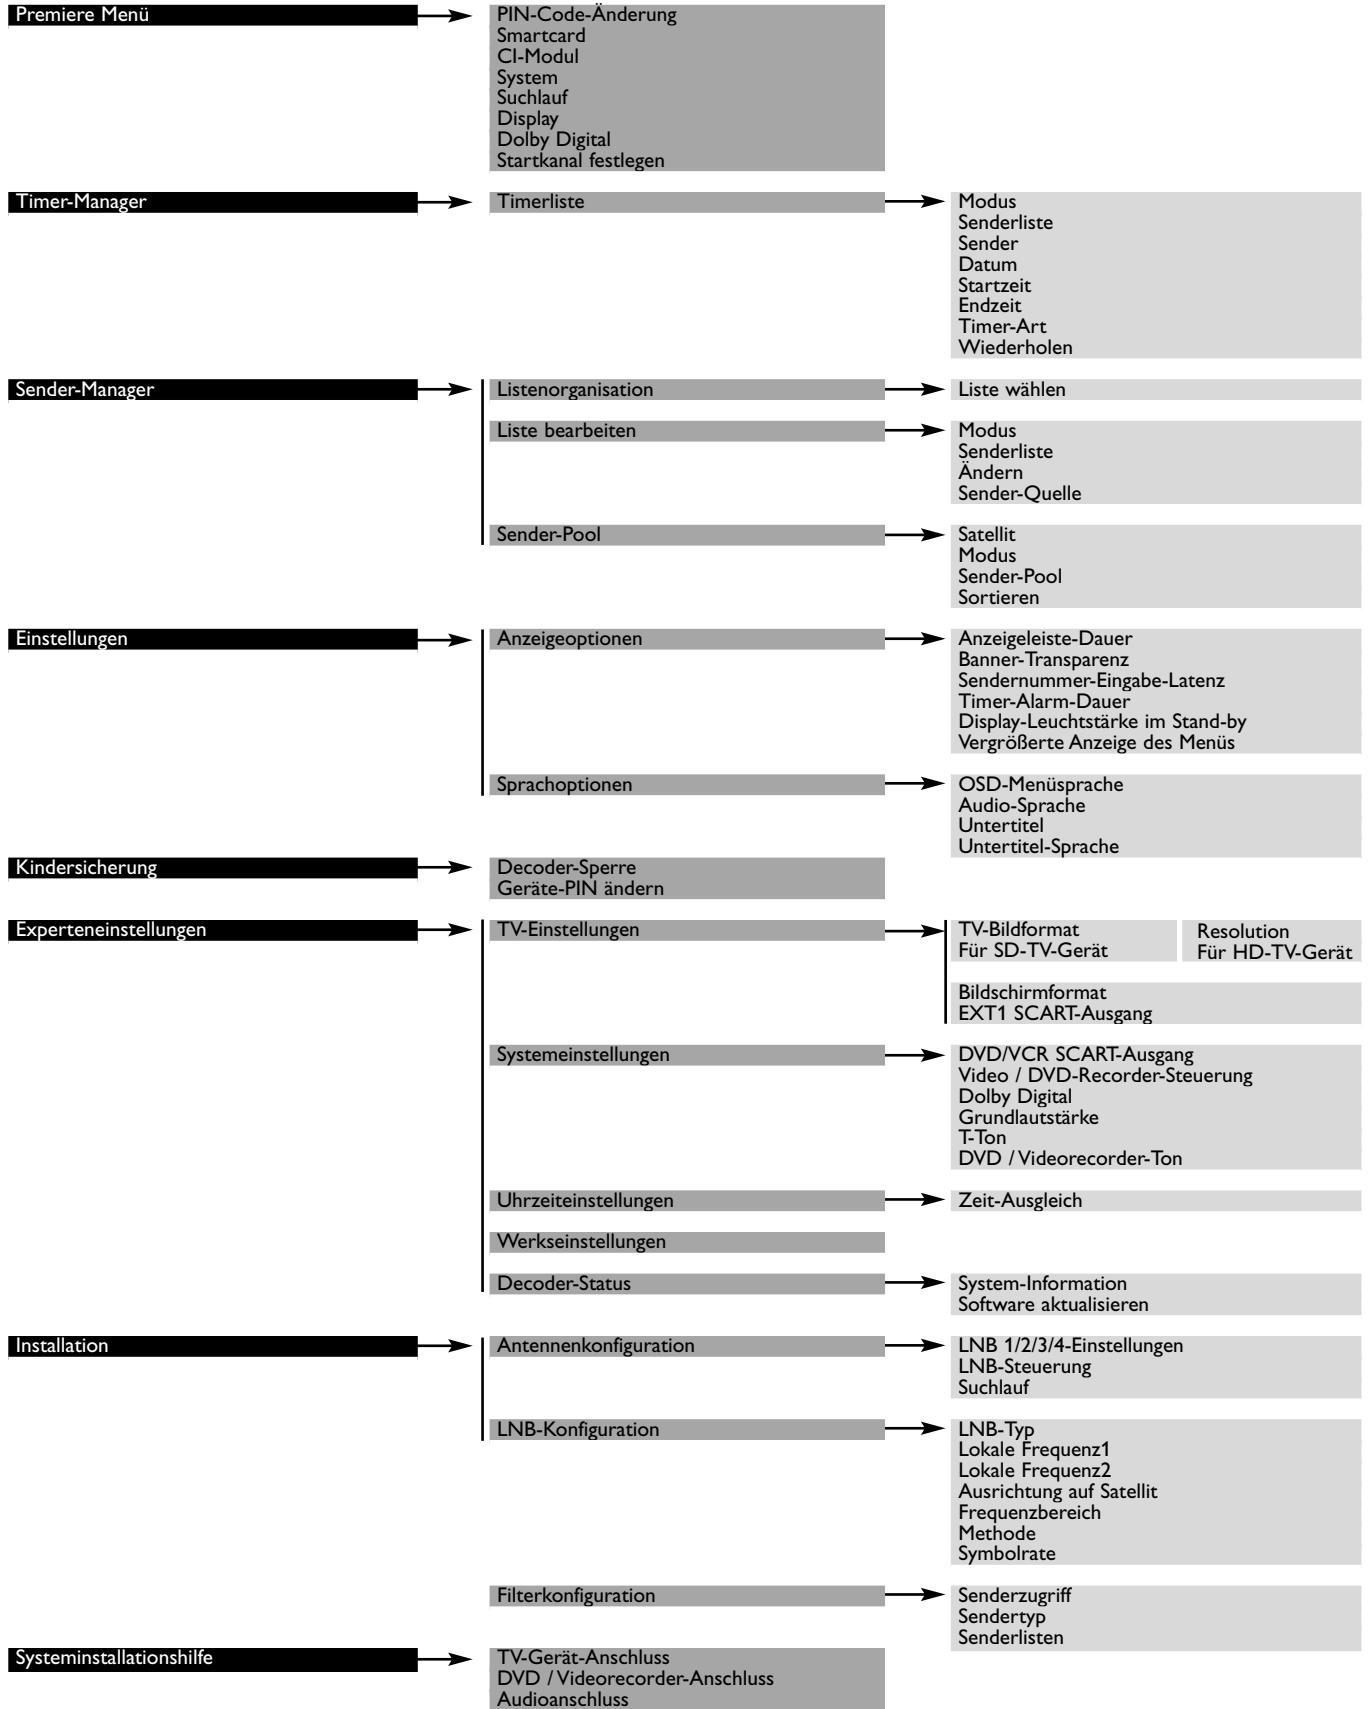 Premiere Menü
PIN-Code-Änderung
Smartcard
CI-Modul
System
Suchlauf
Display
Dolby Digital
Startkanal festlegen
Timer-Manager
Timerliste
Modus
Senderliste
Sender
Datum
Startzeit
Endzeit
Timer-Art
Wiederholen
Sender-Manager
Listenorganisation
Liste wählen
Liste bearbeiten
Modus
Senderliste
Ändern
Sender-Quelle
Sender-Pool
Satellit
Modus
Sender-Pool
Sortieren
Einstellungen
Anzeigeoptionen
Anzeigeleiste-Dauer
Banner-Transparenz
Sendernummer-Eingabe-Latenz
Timer-Alarm-Dauer
Display-Leuchtstärke im Stand-by
Vergrößerte Anzeige des Menüs
Sprachoptionen
OSD-Menüsprache
Audio-Sprache
Untertitel
Untertitel-Sprache
Kindersicherung
Decoder-Sperre
Geräte-PIN ändern
Experteneinstellungen
TV-Einstellungen
TV-Bildformat
Für SD-TV-Gerät
Resolution
Für HD-TV-Gerät
Bildschirmformat
EXT1 SCART-Ausgang
Systemeinstellungen
DVD/VCR SCART-Ausgang
Video / DVD-Recorder-Steuerung
Dolby Digital
Grundlautstärke
T-Ton
DVD / Videorecorder-Ton
Uhrzeiteinstellungen
Zeit-Ausgleich
Werkseinstellungen
Decoder-Status
System-Information
Software aktualisieren
Installation
Antennenkonfiguration
LNB 1/2/3/4-Einstellungen
LNB-Steuerung
Suchlauf
LNB-Konfiguration
LNB-Typ
Lokale Frequenz1
Lokale Frequenz2
Ausrichtung auf Satellit
Frequenzbereich
Methode
Symbolrate
Filterkonfiguration
Senderzugriff
Sendertyp
Senderlisten
Systeminstallationshilfe
TV-Gerät-Anschluss
DVD / Videorecorder-Anschluss
Audioanschluss